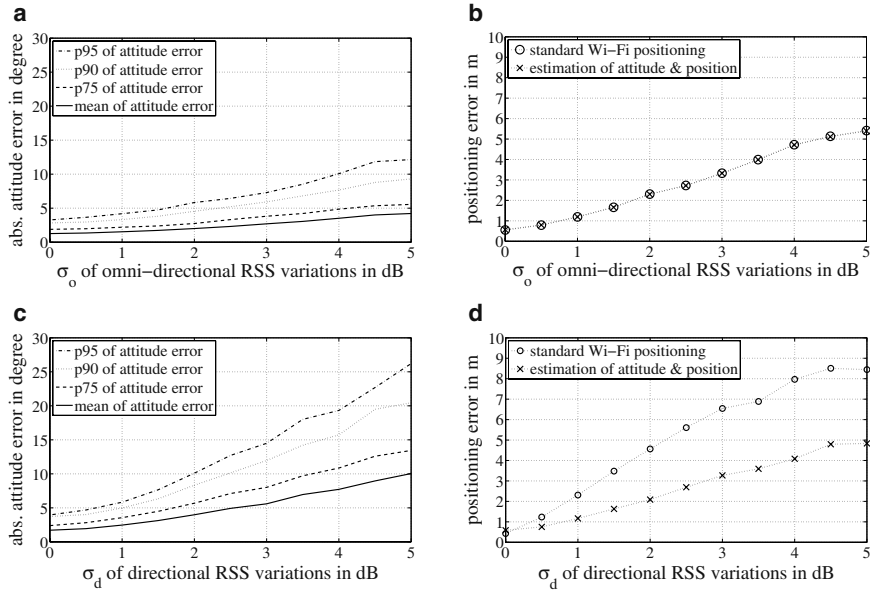 a
abs. attitude error in degree
30
25
20
15
10
5
0
p95 of attitude error
p90 of attitude error
p75 of attitude error
mean of attitude error
0 1 2 3 4 5
σo of omni−directional RSS variations in dB
b
positioning error in m
10
9
8
7
6
5
4
3
2
1
0
standard Wi−Fi positioning
estimation of attitude & position
0 1 2 3 4 5
σo of omni−directional RSS variations in dB
c
abs. attitude error in degree
30
25
20
15
10
5
0
p95 of attitude error
p90 of attitude error
p75 of attitude error
mean of attitude error
0 1 2 3 4 5
σd of directional RSS variations in dB
d
positioning error in m
10
9
8
7
6
5
4
3
2
1
0
standard Wi−Fi positioning
estimation of attitude & position
0 1 2 3 4 5
σd of directional RSS variations in dB